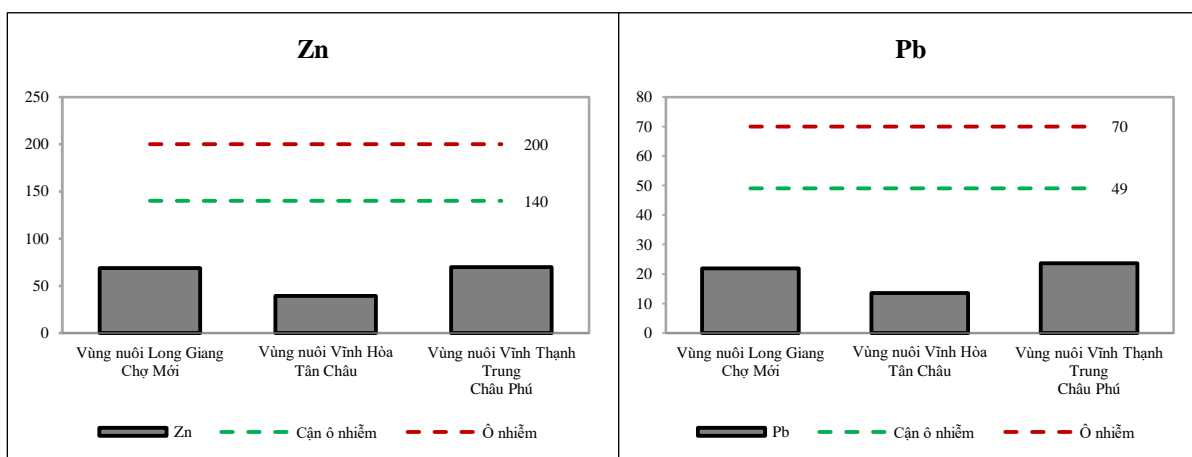 Zn
250
200
150
100
50
0
200
140
Vùng nuôi Long Giang
Chợ Mới
Vùng nuôi Vĩnh Hòa
Tân Châu
Vùng nuôi Vĩnh Thạnh
Trung
Châu Phú
Zn
Cận ô nhiễm
Ô nhiễm
Pb
80
70
60
50
40
30
20
10
0
70
49
Vùng nuôi Long Giang
Chợ Mới
Vùng nuôi Vĩnh Hòa
Tân Châu
Vùng nuôi Vĩnh Thạnh
Trung
Châu Phú
Pb
Cận ô nhiễm
Ô nhiễm